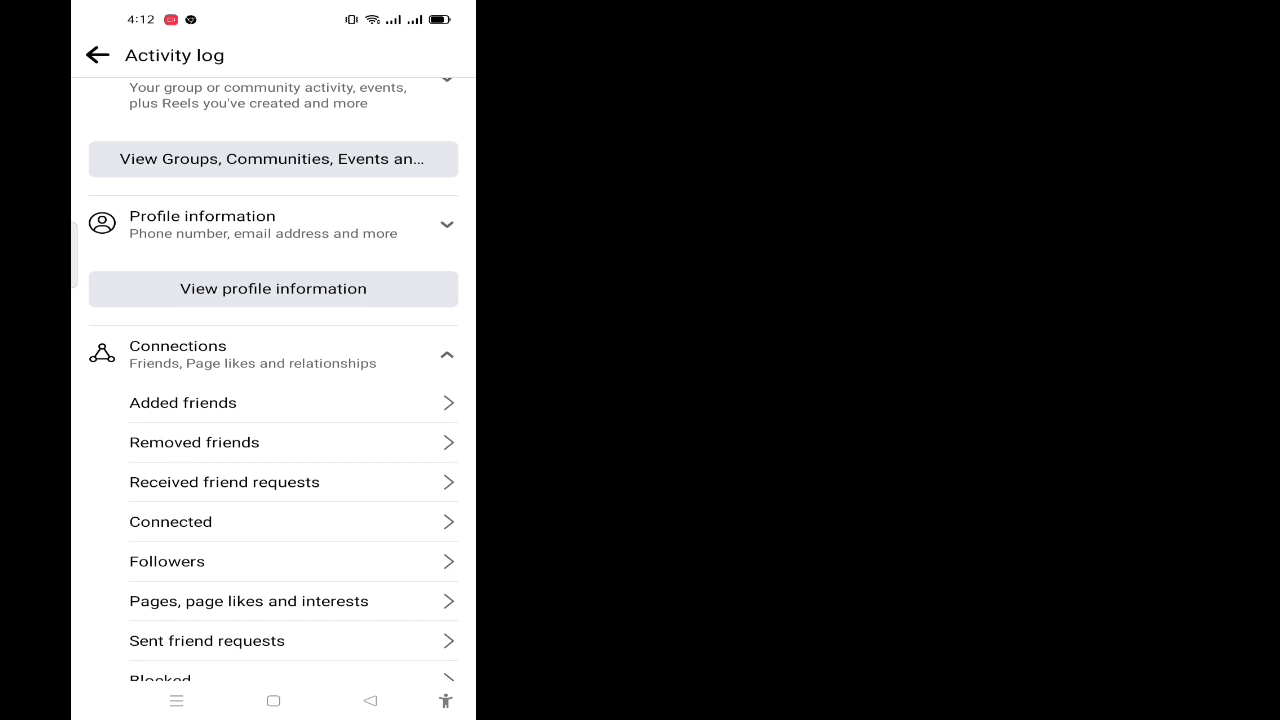 4:12
Activity log
Your group or community activity, events,
plus Reels you've created and more
View Groups, Communities, Events an...
Profile information
Phone number, email address and more
View profile information
Connections
Friends, Page likes and relationships
Added friends
Removed friends
Received friend requests
Connected
Followers
Pages, page likes and interests
Sent friend requests
Blocked